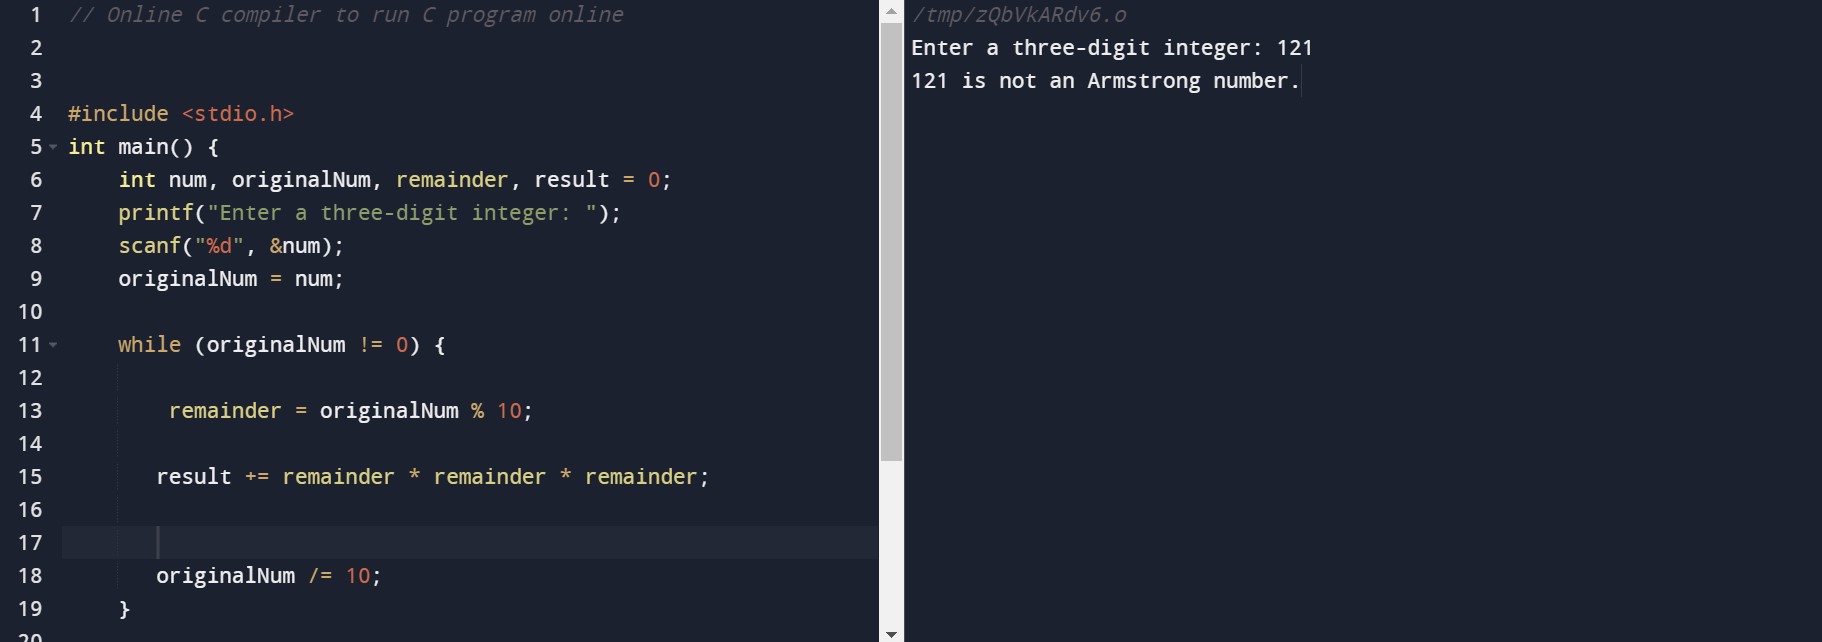 1 // Online C compiler to run C program online
2
3
4 #include <stdio.h>
5 int main() {
6 int num, originalNum, remainder, result = 0;
7 printf("Enter a three-digit integer: ");
8 scanf("%d", &num);
9 originalNum = num;
10
11 while (originalNum != 0) {
12
13 remainder = originalNum % 10;
14
15 result += remainder * remainder * remainder;
16
17
18 originalNum /= 10;
19 }
20
/tmp/zQbVkARdv6.o
Enter a three-digit integer: 121
121 is not an Armstrong number.